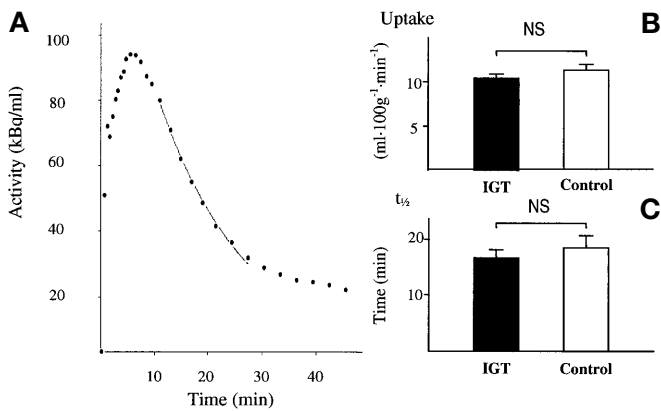 A
Activity (kBq/ml)
100
80
60
40
20
10 20 30 40
Time (min)
B
Uptake
NS
(ml·100g⁻¹·min⁻¹)
10
5
IGT Control
C
t½
NS
Time (min)
20
10
IGT Control